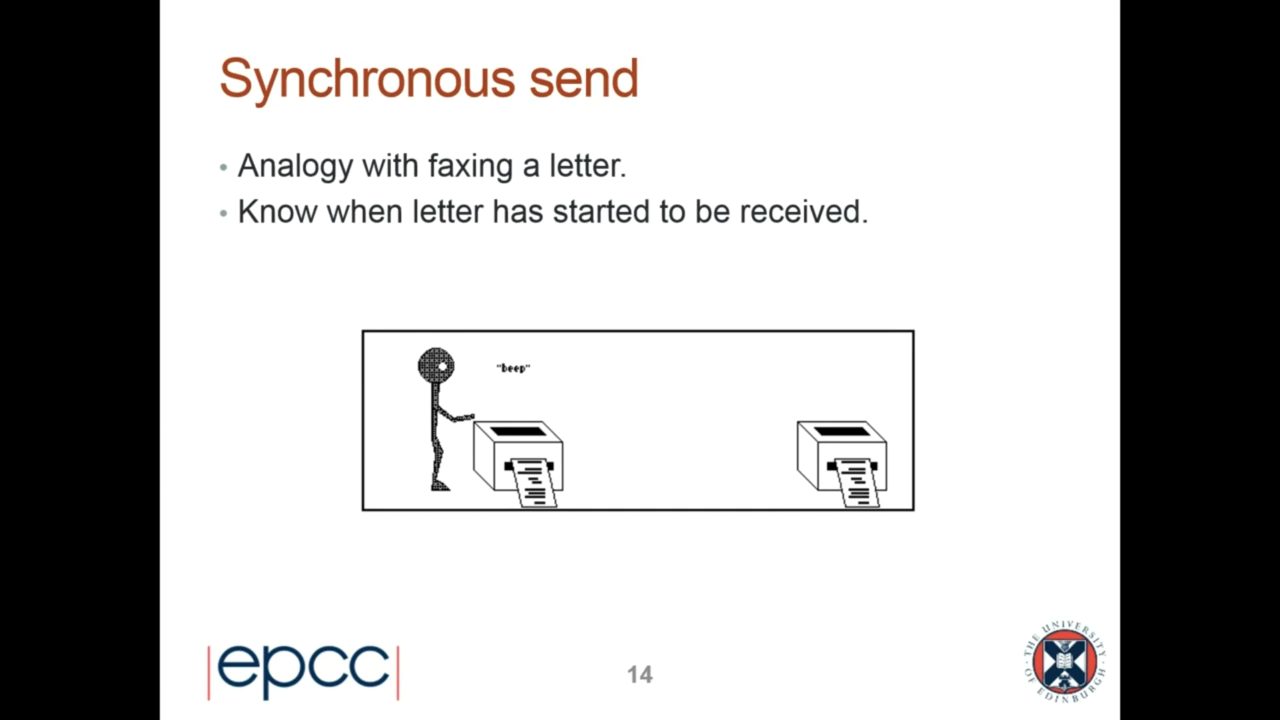 Synchronous send
• Analogy with faxing a letter.
• Know when letter has started to be received.
"beep"
|epcc|
14
THE UNIVERSITY OF EDINBURGH